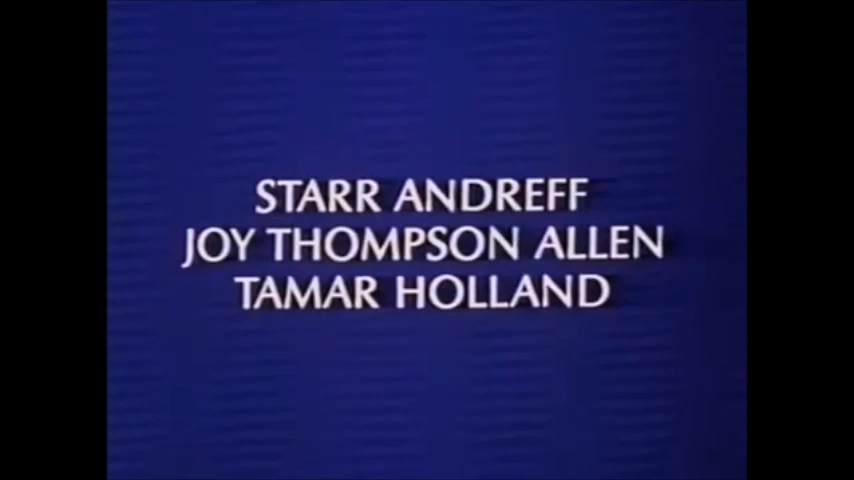 STARR ANDREFF
JOY THOMPSON ALLEN
TAMAR HOLLAND